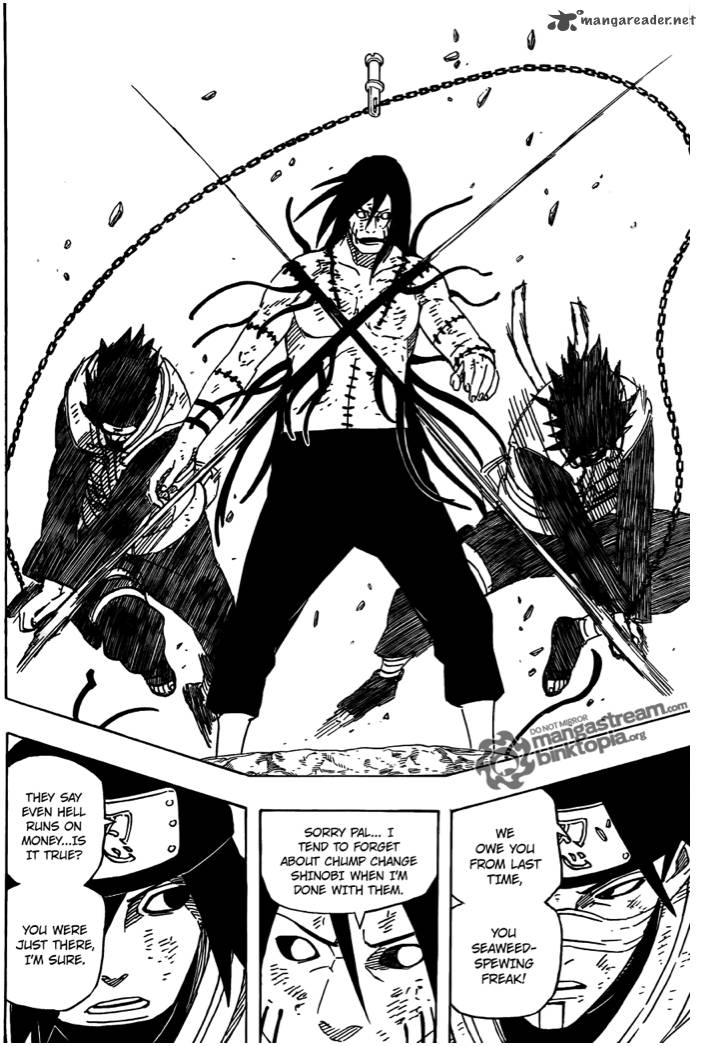 mangareader.net
DO NOT MIRROR
mangastream.com
binktopia.org
WE
OWE YOU
FROM LAST
TIME,
YOU
SEAWEED-
SPEWING
FREAK!
SORRY PAL... I
TEND TO FORGET
ABOUT CHUMP CHANGE
SHINOBI WHEN I'M
DONE WITH THEM.
THEY SAY
EVEN HELL
RUNS ON
MONEY...IS
IT TRUE?
YOU WERE
JUST THERE,
I'M SURE.